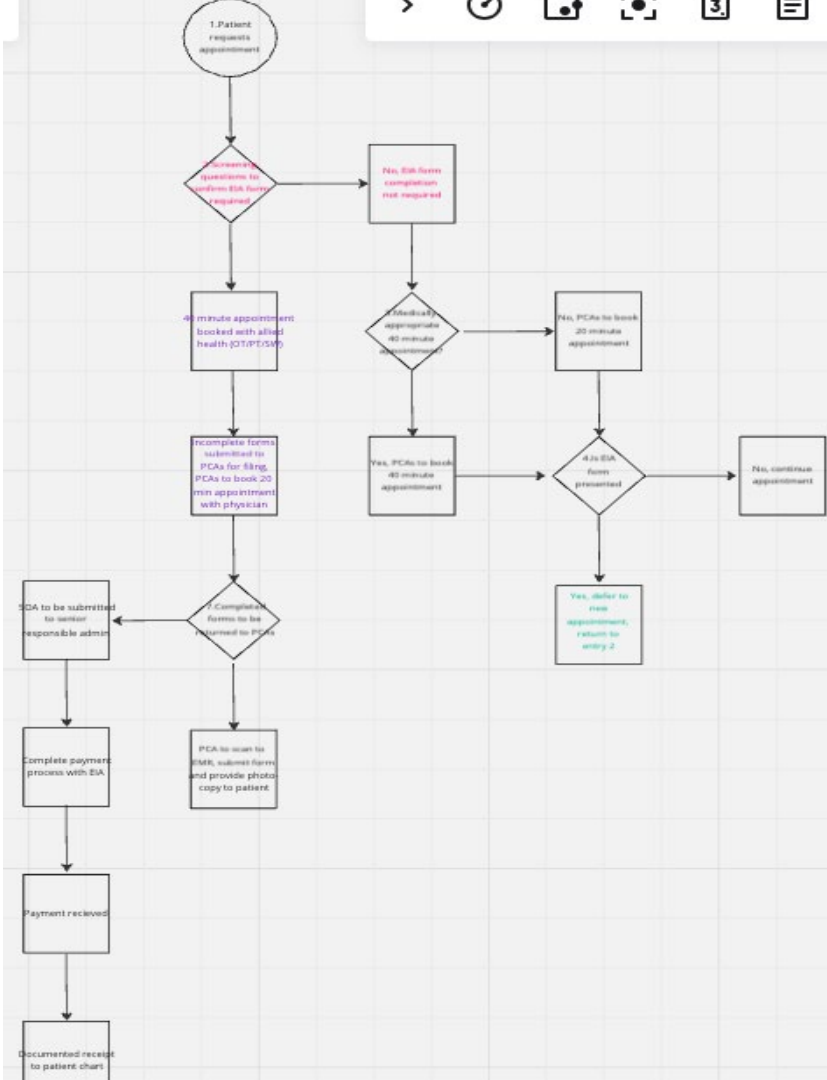 1.Patient
requests
appointment
2.Screening
questions to
confirm EIA form
required
No, EIA form
completion
not required
40 minute appointment
booked with allied
health (OT/PT/SW)
3.Medically
appropriate
40 minute
appointment?
No, PCAs to book
20 minute
appointment
Incomplete forms
submitted to
PCAs for filing,
PCAs to book 20
min appointment
with physician
Yes, PCAs to book
40 minute
appointment
4.Is EIA
form
presented
No, continue
appointment
SOA to be submitted
to senior
responsible admin
7.Completed
forms to be
returned to PCAs
Yes, defer to
new
appointment,
return to
entry 2
Complete payment
process with EIA
PCA to scan to
EMR, submit form
and provide photo-
copy to patient
Payment recieved
Documented receipt
to patient chart